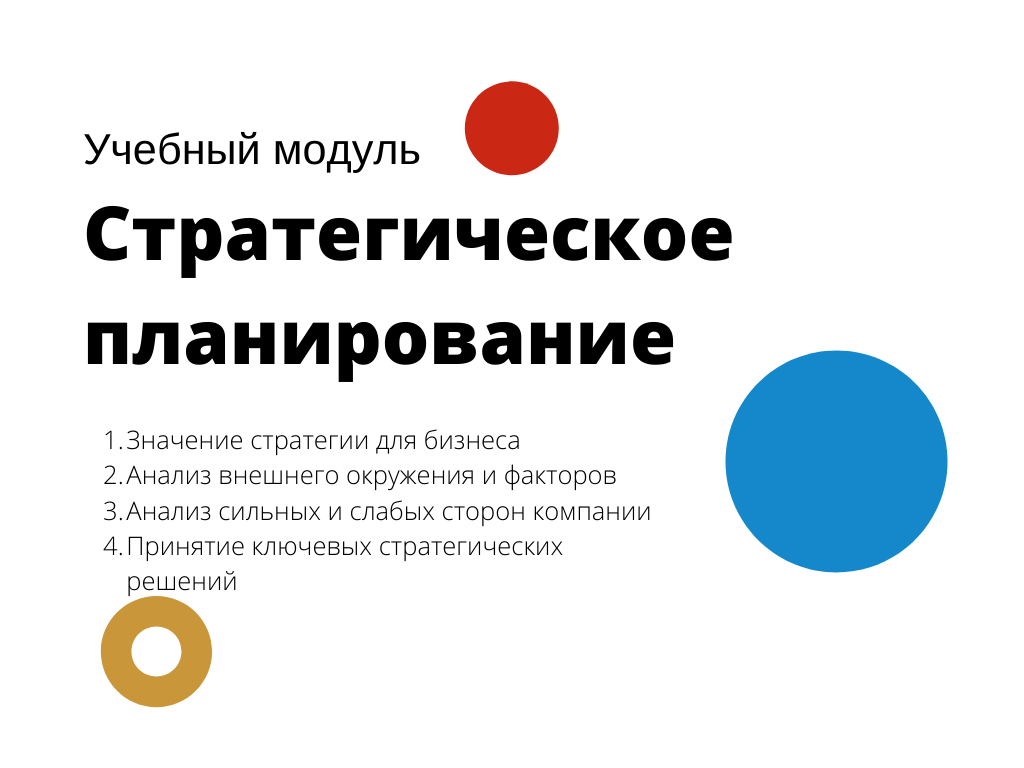 Учебный модуль
Стратегическое
планирование
1.Значение стратегии для бизнеса
2.Анализ внешнего окружения и факторов
3.Анализ сильных и слабых сторон компании
4.Принятие ключевых стратегических
решений